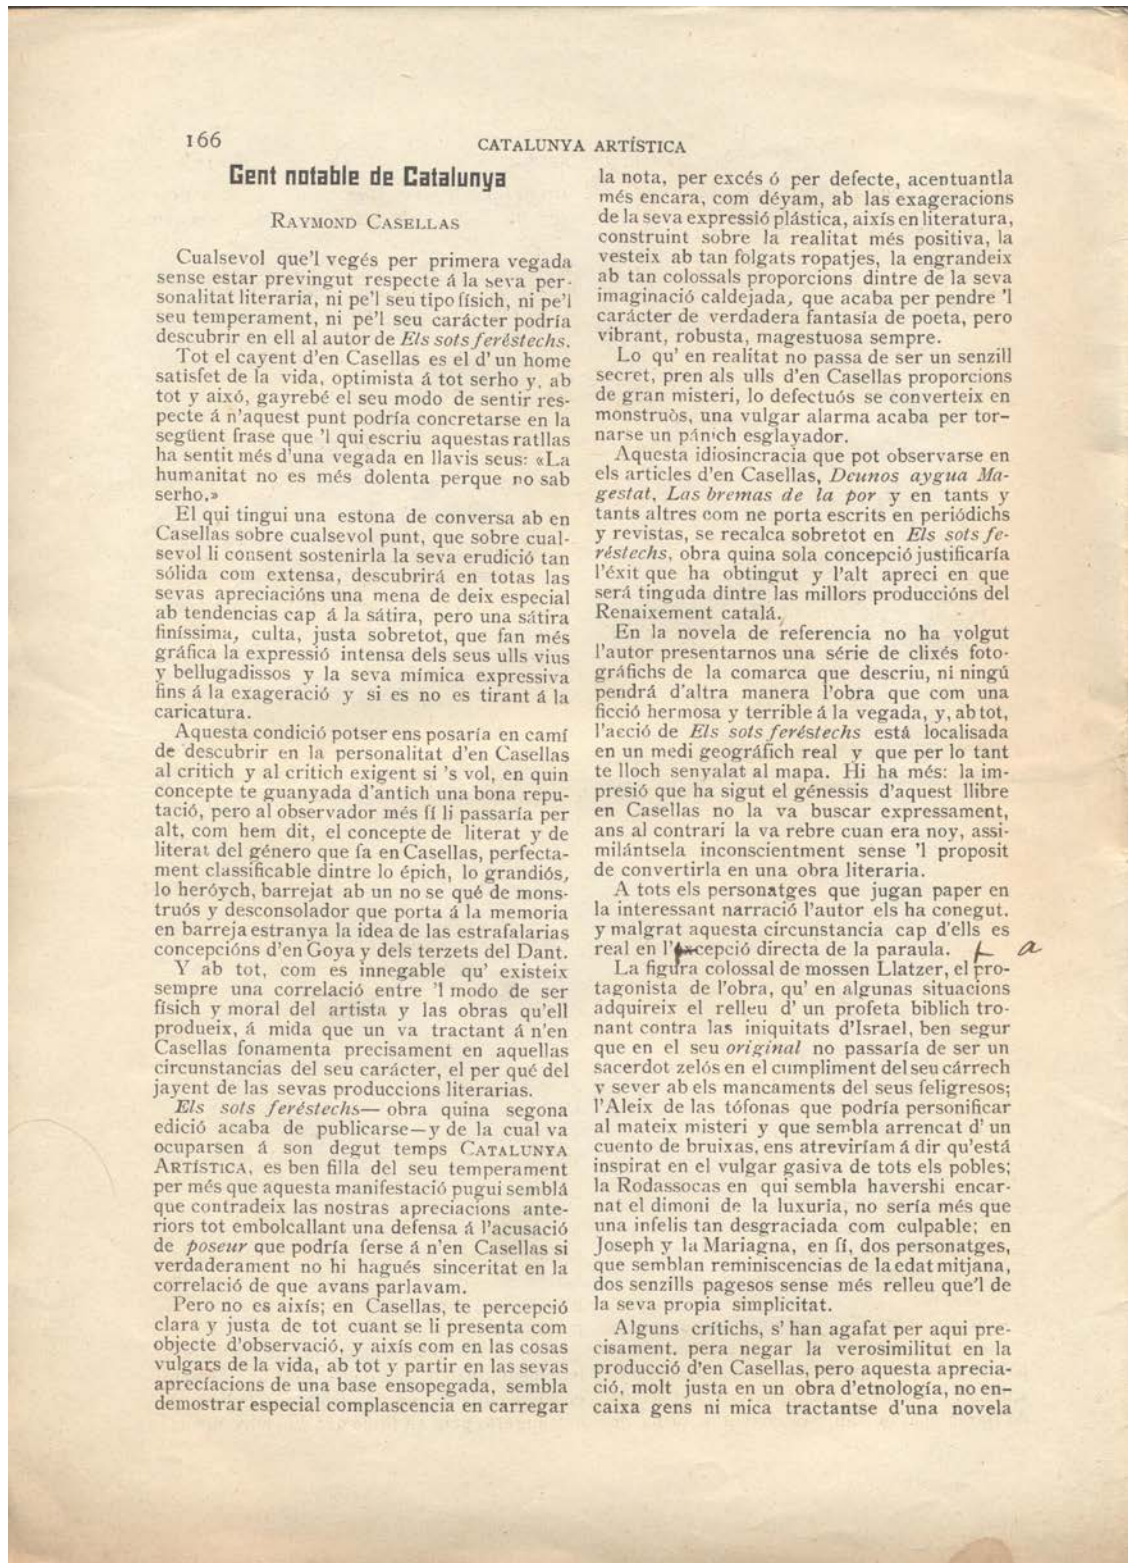 166
CATALUNYA ARTÍSTICA
Gent notable de Catalunya
RAYMOND CASELLAS
Cualsevol que'l vegés per primera vegada
sense estar previngut respecte á la seva per-
sonalitat literaria, ni pe'l seu tipo físich, ni pe'l
seu temperament, ni pe'l seu carácter podría
descubrir en ell al autor de Els sots feréstechs.
Tot el cayent d'en Casellas es el d' un home
satisfet de la vida, optimista á tot serho y, ab
tot y aixó, gayrebé el seu modo de sentir res-
pecte á n'aquest punt podría concretarse en la
següent frase que 'l qui escriu aquestas ratllas
ha sentit més d'una vegada en llavis seus: «La
humanitat no es més dolenta perque no sab
serho.»
El qui tingui una estona de conversa ab en
Casellas sobre cualsevol punt, que sobre cual-
sevol li consent sostenirla la seva erudició tan
sólida com extensa, descubrirá en totas las
sevas apreciacións una mena de deix especial
ab tendencias cap á la sátira, pero una sátira
finíssima, culta, justa sobretot, que fan més
gráfica la expressió intensa dels seus ulls vius
y bellugadissos y la seva mímica expressiva
fins á la exageració y si es no es tirant á la
caricatura.
Aquesta condició potser ens posaría en camí
de descubrir en la personalitat d'en Casellas
al critich y al critich exigent si 's vol, en quin
concepte te guanyada d'antich una bona repu-
tació, pero al observador més fí li passaría per
alt, com hem dit, el concepte de literat y de
literat del género que fa en Casellas, perfecta-
ment classificable dintre lo épich, lo grandiós,
lo heróych, barrejat ab un no se qué de mons-
truós y desconsolador que porta á la memoria
en barreja estranya la idea de las estrafalarias
concepcións d'en Goya y dels terzets del Dant.
Y ab tot, com es innegable qu' existeix
sempre una correlació entre 'l modo de ser
físich y moral del artista y las obras qu'ell
produeix, á mida que un va tractant á n'en
Casellas fonamenta precisament en aquellas
circunstancias del seu carácter, el per qué del
jayent de las sevas produccions literarias.
Els sots feréstechs— obra quina segona
edició acaba de publicarse—y de la cual va
ocuparsen á son degut temps CATALUNYA
ARTÍSTICA, es ben filla del seu temperament
per més que aquesta manifestació pugui semblá
que contradeix las nostras apreciacions ante-
riors tot embolcallant una defensa á l'acusació
de poseur que podría ferse á n'en Casellas si
verdaderament no hi hagués sinceritat en la
correlació de que avans parlavam.
Pero no es aixís; en Casellas, te percepció
clara y justa de tot cuant se li presenta com
objecte d'observació, y aixís com en las cosas
vulgars de la vida, ab tot y partir en las sevas
apreciacions de una base ensopegada, sembla
demostrar especial complascencia en carregar
la nota, per excés ó per defecte, acentuantla
més encara, com déyam, ab las exageracions
de la seva expressió plástica, aixís en literatura,
construint sobre la realitat més positiva, la
vesteix ab tan folgats ropatjes, la engrandeix
ab tan colossals proporcions dintre de la seva
imaginació caldejada, que acaba per pendre 'l
carácter de verdadera fantasía de poeta, pero
vibrant, robusta, magestuosa sempre.
Lo qu' en realitat no passa de ser un senzill
secret, pren als ulls d'en Casellas proporcions
de gran misteri, lo defectuós se converteix en
monstruòs, una vulgar alarma acaba per tor-
narse un pánich esglayador.
Aquesta idiosincracia que pot observarse en
els articles d'en Casellas, Deunos aygua Ma-
gestat, Las bremas de la por y en tants y
tants altres com ne porta escrits en periódichs
y revistas, se recalca sobretot en Els sots fe-
réstechs, obra quina sola concepció justificaría
l'éxit que ha obtingut y l'alt apreci en que
será tinguda dintre las millors produccións del
Renaixement catalá.
En la novela de referencia no ha volgut
l'autor presentarnos una série de clixés foto-
gráfichs de la comarca que descriu, ni ningú
pendrá d'altra manera l'obra que com una
ficció hermosa y terrible á la vegada, y, ab tot,
l'acció de Els sots feréstechs está localisada
en un medi geográfich real y que per lo tant
te lloch senyalat al mapa. Hi ha més: la im-
presió que ha sigut el génessis d'aquest llibre
en Casellas no la va buscar expressament,
ans al contrari la va rebre cuan era noy, assi-
milántsela inconscientment sense 'l proposit
de convertirla en una obra literaria.
A tots els personatges que jugan paper en
la interessant narració l'autor els ha conegut.
y malgrat aquesta circunstancia cap d'ells es
real en l'excepció directa de la paraula. a
La figura colossal de mossen Llatzer, el pro-
tagonista de l'obra, qu' en algunas situacions
adquireix el relleu d' un profeta biblich tro-
nant contra las iniquitats d'Israel, ben segur
que en el seu original no passaría de ser un
sacerdot zelós en el cumpliment del seu cárrech
y sever ab els mancaments del seus feligresos;
l'Aleix de las tófonas que podría personificar
al mateix misteri y que sembla arrencat d' un
cuento de bruixas, ens atreviríam á dir qu'está
inspirat en el vulgar gasiva de tots els pobles;
la Rodassocas en qui sembla havershi encar-
nat el dimoni de la luxuria, no sería més que
una infelis tan desgraciada com culpable; en
Joseph y la Mariagna, en fí, dos personatges,
que semblan reminiscencias de la edat mitjana,
dos senzills pagesos sense més relleu que'l de
la seva propia simplicitat.
Alguns crítichs, s' han agafat per aqui pre-
cisament. pera negar la verosimilitut en la
producció d'en Casellas, pero aquesta aprecia-
ció, molt justa en un obra d'etnología, no en-
caixa gens ni mica tractantse d'una novela